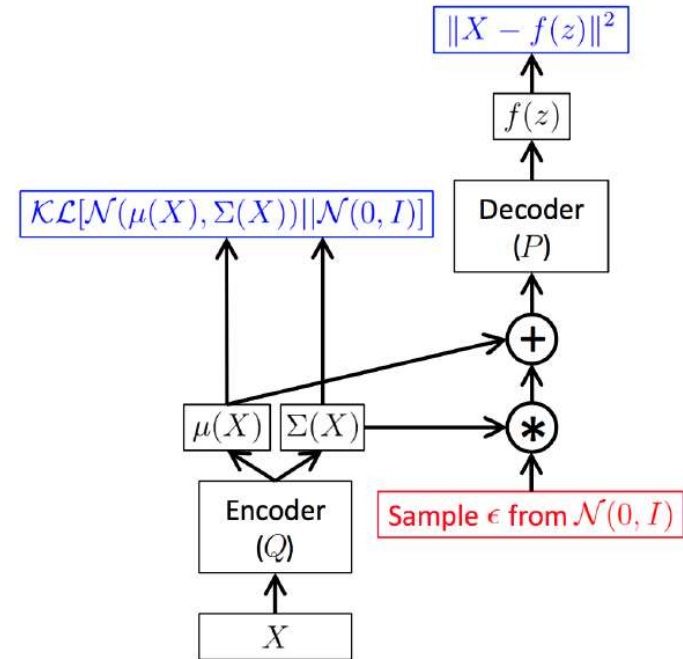 ‖X − f(z)‖²
f(z)
𝒦ℒ[𝒩(μ(X), Σ(X))||𝒩(0, I)]
Decoder
(P)
+
μ(X)
Σ(X)
*
Encoder
(Q)
Sample ϵ from 𝒩(0, I)
X